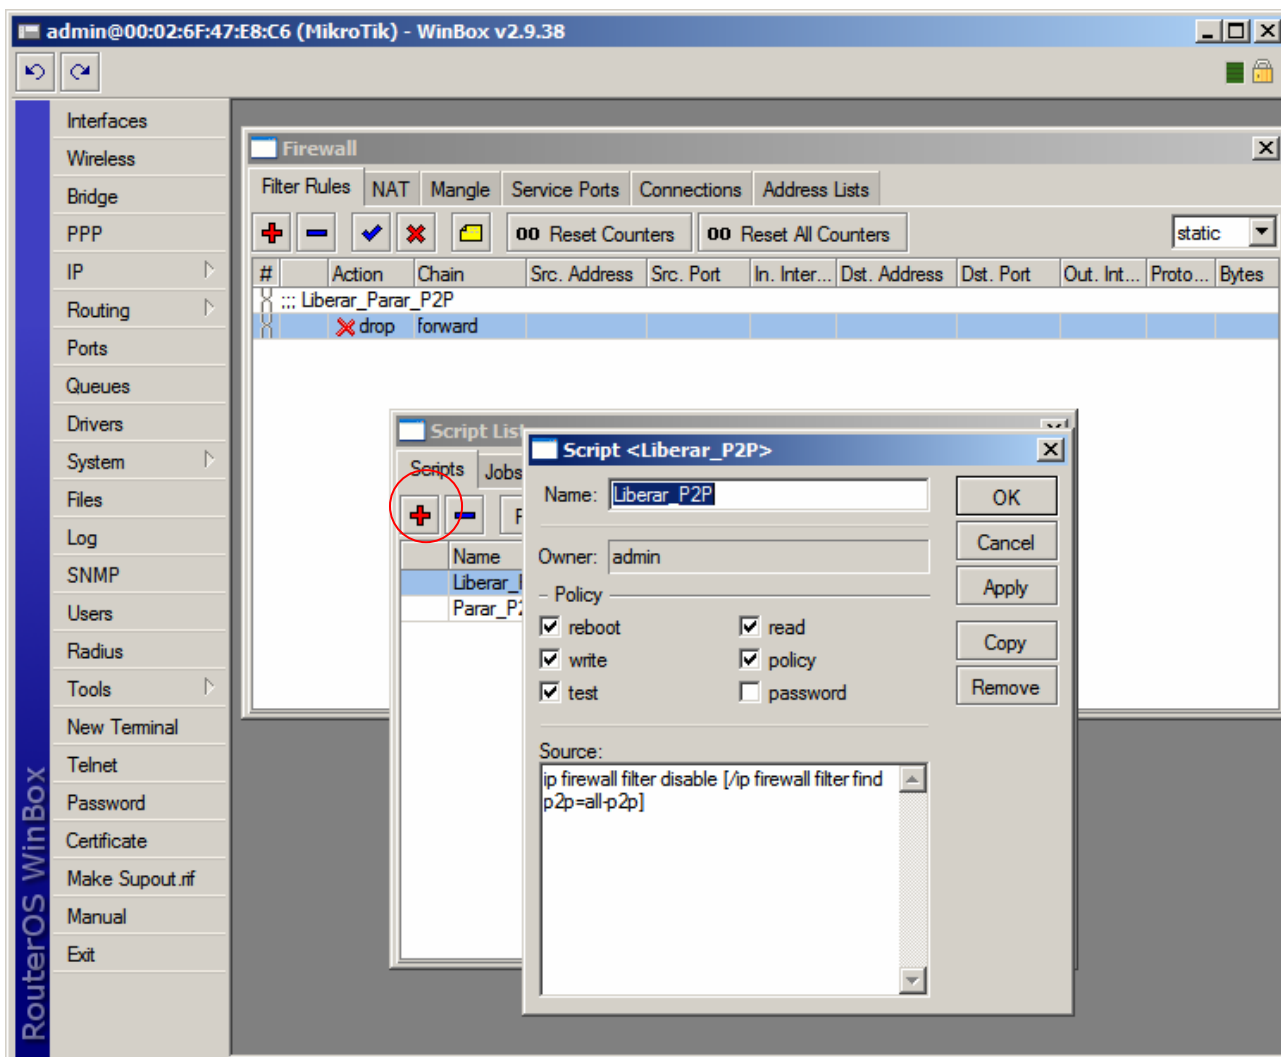 admin@00:02:6F:47:E8:C6 (MikroTik) - WinBox v2.9.38
Interfaces
Wireless
Bridge
PPP
IP
Routing
Ports
Queues
Drivers
System
Files
Log
SNMP
Users
Radius
Tools
New Terminal
Telnet
Password
Certificate
Make Supout.rif
Manual
Exit
RouterOS WinBox
Firewall
Filter Rules NAT Mangle Service Ports Connections Address Lists
00 Reset Counters 00 Reset All Counters static
# Action Chain Src. Address Src. Port In. Inter... Dst. Address Dst. Port Out. Int... Proto... Bytes
;;; Liberar_Parar_P2P
drop forward
Script List
Scripts Jobs
Name
Liberar_
Parar_P2
Script <Liberar_P2P>
Name: Liberar_P2P
Owner: admin
Policy
reboot read
write policy
test password
Source:
ip firewall filter disable [/ip firewall filter find
p2p=all-p2p]
OK
Cancel
Apply
Copy
Remove